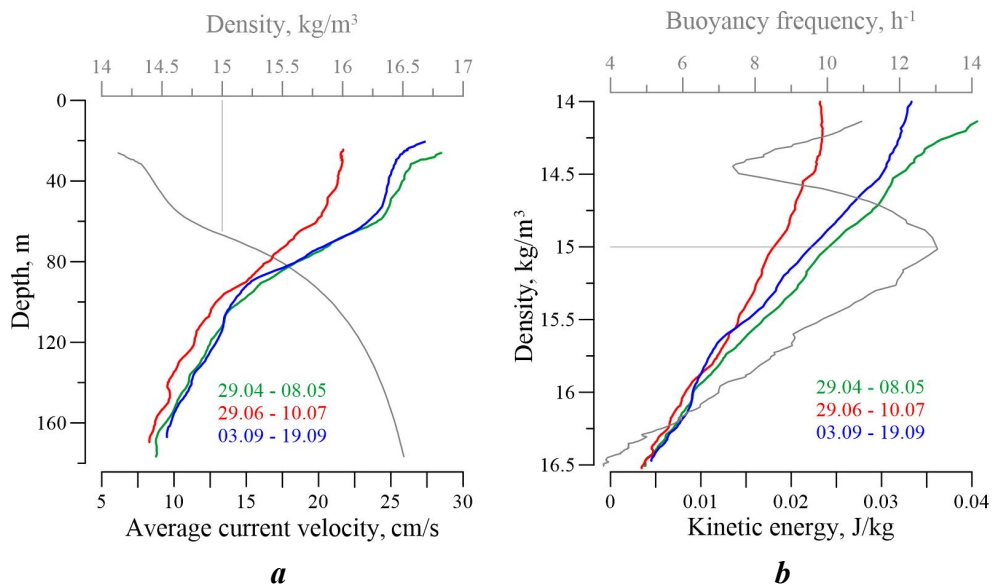 Density, kg/m³
14 14.5 15 15.5 16 16.5 17
0
40
80
120
160
Depth, m
29.04 - 08.05
29.06 - 10.07
03.09 - 19.09
5 10 15 20 25 30
Average current velocity, cm/s
a
Buoyancy frequency, h⁻¹
4 6 8 10 12 14
14
14.5
15
15.5
16
16.5
Density, kg/m³
29.04 - 08.05
29.06 - 10.07
03.09 - 19.09
0 0.01 0.02 0.03 0.04
Kinetic energy, J/kg
b